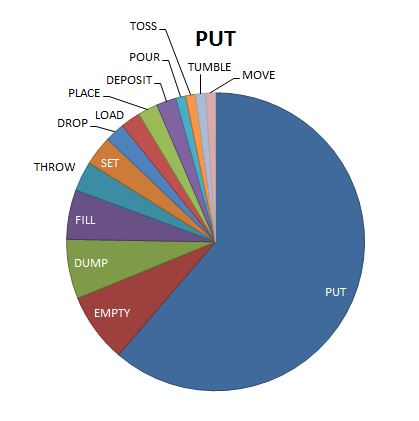 TOSS
PUT
POUR
TUMBLE
DEPOSIT
MOVE
PLACE
LOAD
DROP
THROW
SET
FILL
DUMP
PUT
EMPTY